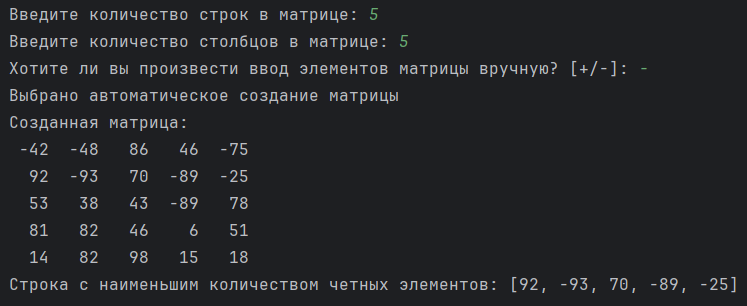 Введите количество строк в матрице: 5
Введите количество столбцов в матрице: 5
Хотите ли вы произвести ввод элементов матрицы вручную? [+/-]: -
Выбрано автоматическое создание матрицы
Созданная матрица:
-42 -48 86 46 -75
92 -93 70 -89 -25
53 38 43 -89 78
81 82 46 6 51
14 82 98 15 18
Строка с наименьшим количеством четных элементов: [92, -93, 70, -89, -25]